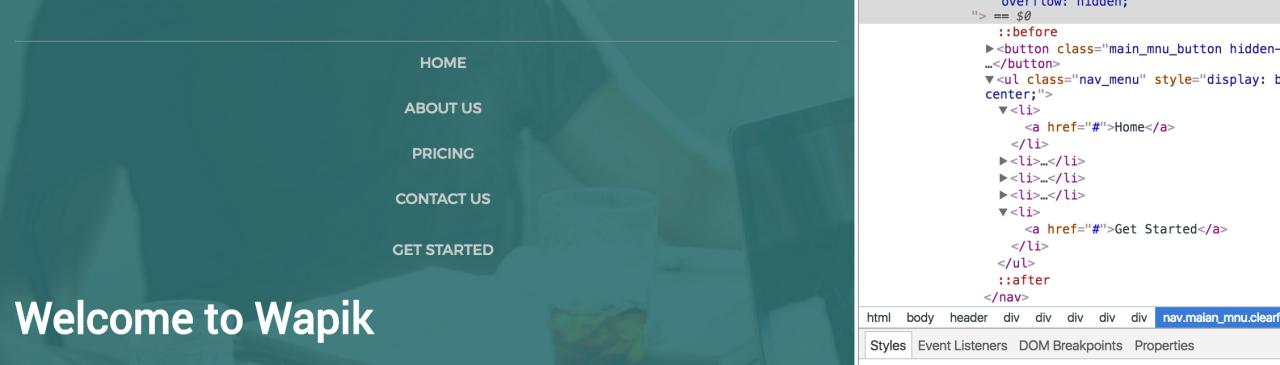 HOME
ABOUT US
PRICING
CONTACT US
GET STARTED
Welcome to Wapik
overflow: hidden;
"> == $0
::before
▶<button class="main_mnu_button hidden-
…</button>
▼<ul class="nav_menu" style="display: b
center;">
▼<li>
<a href="#">Home</a>
</li>
▶<li>…</li>
▶<li>…</li>
▶<li>…</li>
▼<li>
<a href="#">Get Started</a>
</li>
</ul>
::after
</nav>
html body header div div div div div nav.maian_mnu.clearf
Styles Event Listeners DOM Breakpoints Properties